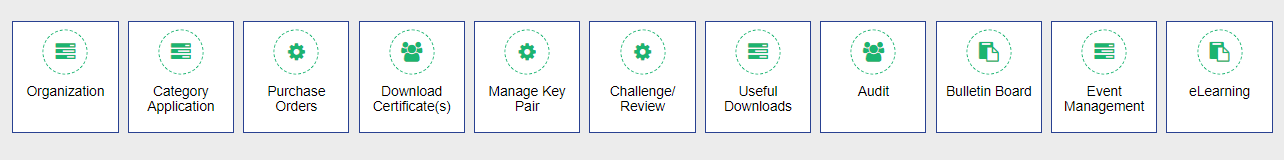 Organization
Category
Application
Purchase
Orders
Download
Certificate(s)
Manage Key
Pair
Challenge/
Review
Useful
Downloads
Audit
Bulletin Board
Event
Management
eLearning